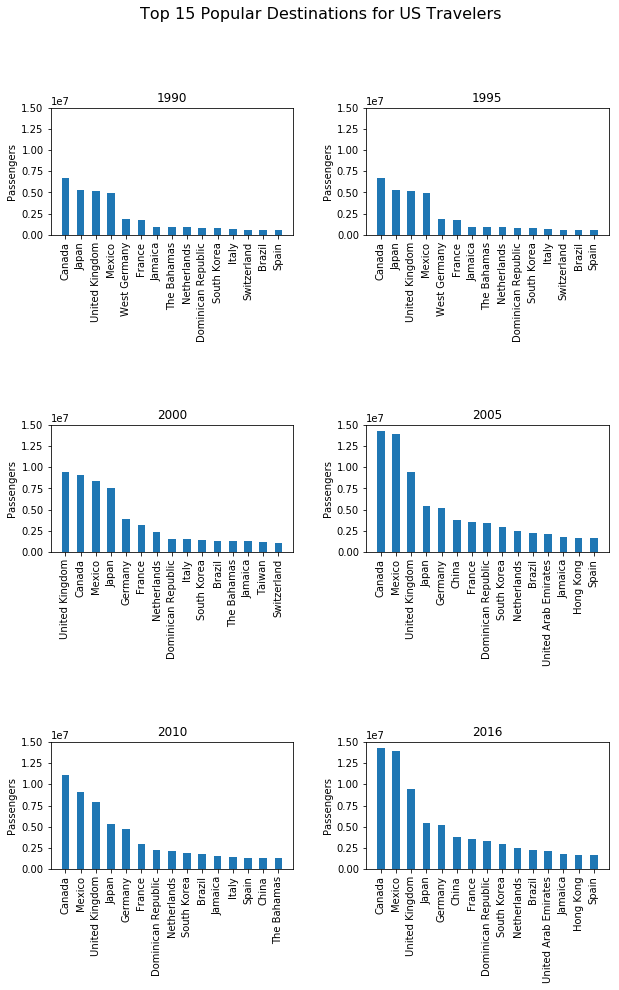 Top 15 Popular Destinations for US Travelers
1990
1e7
1.50
1.25
1.00
0.75
0.50
0.25
0.00
Passengers
Canada
Japan
United Kingdom
Mexico
West Germany
France
Jamaica
The Bahamas
Netherlands
Dominican Republic
South Korea
Italy
Switzerland
Brazil
Spain
1995
1e7
1.50
1.25
1.00
0.75
0.50
0.25
0.00
Passengers
Canada
Japan
United Kingdom
Mexico
West Germany
France
Jamaica
The Bahamas
Netherlands
Dominican Republic
South Korea
Italy
Switzerland
Brazil
Spain
2000
1e7
1.50
1.25
1.00
0.75
0.50
0.25
0.00
Passengers
United Kingdom
Canada
Mexico
Japan
Germany
France
Netherlands
Dominican Republic
Italy
South Korea
Brazil
The Bahamas
Jamaica
Taiwan
Switzerland
2005
1e7
1.50
1.25
1.00
0.75
0.50
0.25
0.00
Passengers
Canada
Mexico
United Kingdom
Japan
Germany
China
France
Dominican Republic
South Korea
Netherlands
Brazil
United Arab Emirates
Jamaica
Hong Kong
Spain
2010
1e7
1.50
1.25
1.00
0.75
0.50
0.25
0.00
Passengers
Canada
Mexico
United Kingdom
Japan
Germany
France
Dominican Republic
Netherlands
South Korea
Brazil
Jamaica
Italy
Spain
China
The Bahamas
2016
1e7
1.50
1.25
1.00
0.75
0.50
0.25
0.00
Passengers
Canada
Mexico
United Kingdom
Japan
Germany
China
France
Dominican Republic
South Korea
Netherlands
Brazil
United Arab Emirates
Jamaica
Hong Kong
Spain